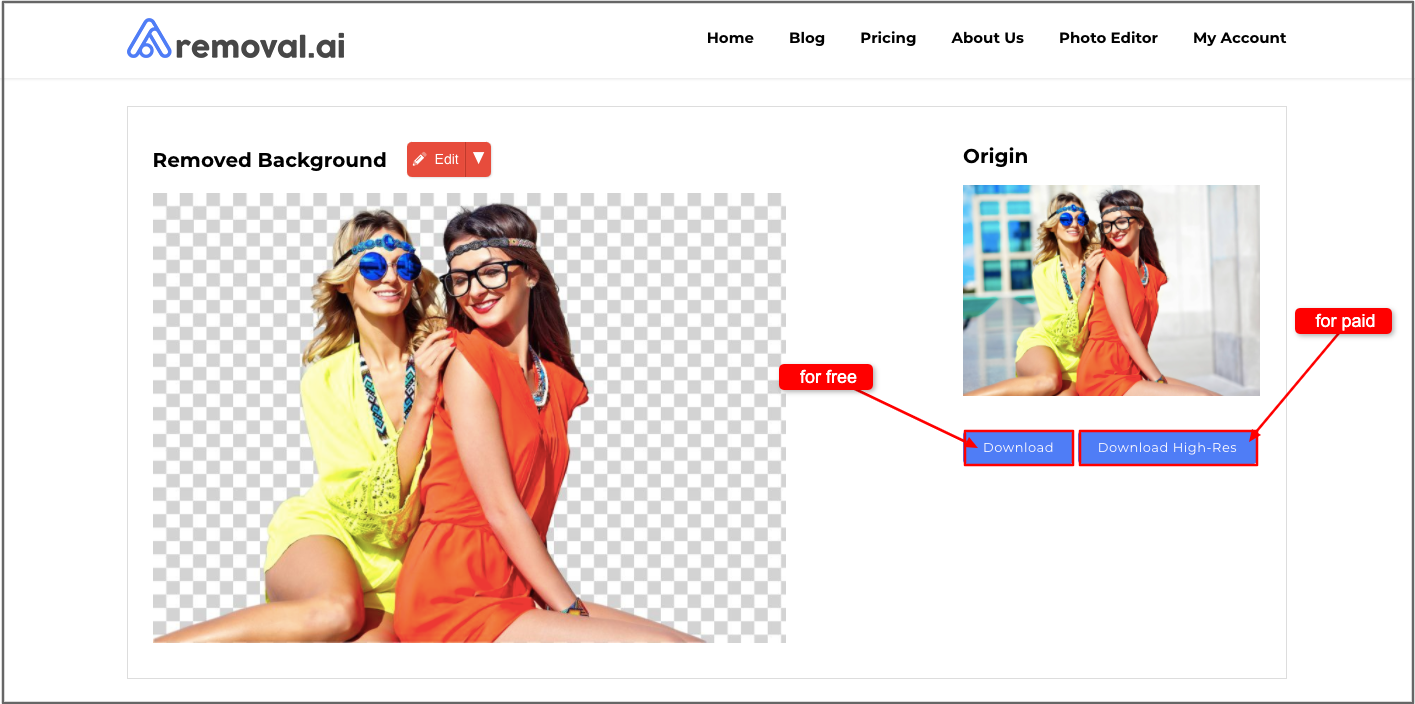 removal.ai
Home Blog Pricing About Us Photo Editor My Account
Removed Background
Edit
Origin
for paid
for free
Download
Download High-Res